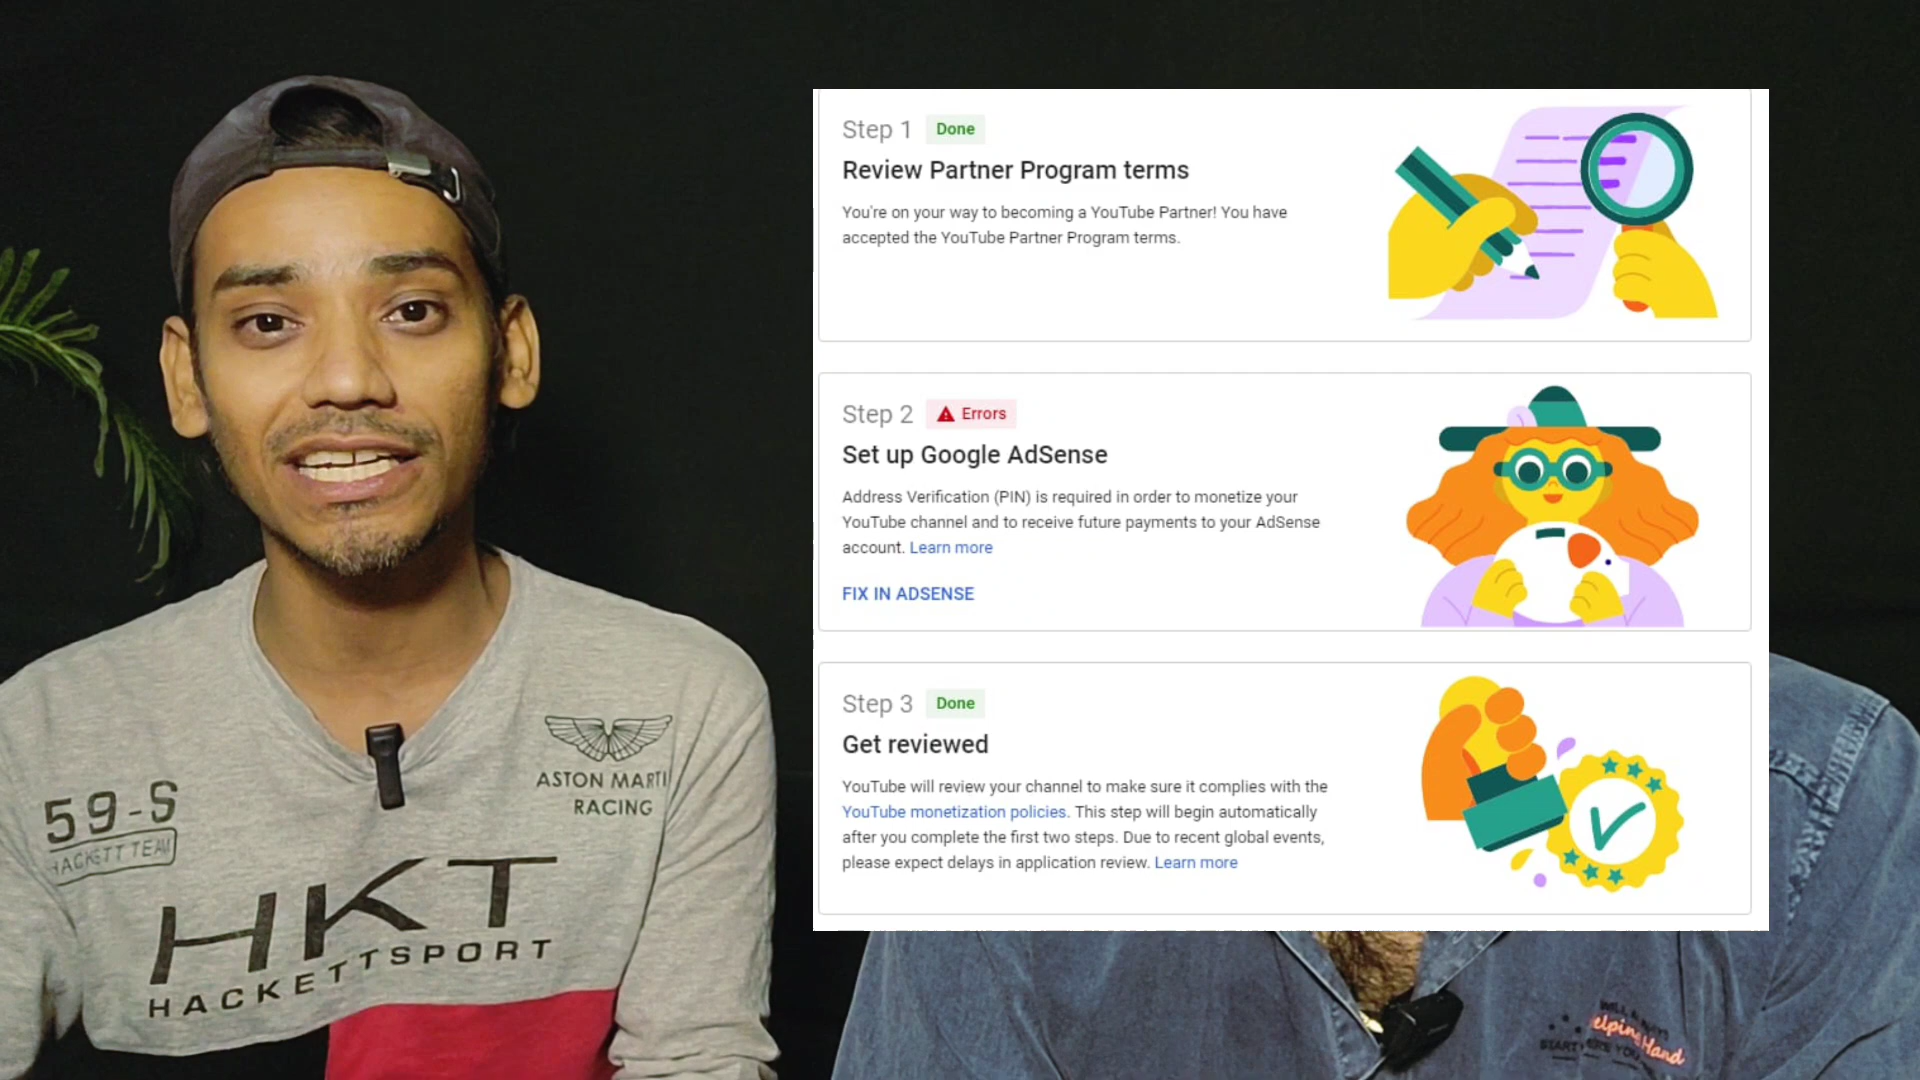 Step 1 Done
Review Partner Program terms
You're on your way to becoming a YouTube Partner! You have
accepted the YouTube Partner Program terms.
Step 2 Errors
Set up Google AdSense
Address Verification (PIN) is required in order to monetize your
YouTube channel and to receive future payments to your AdSense
account. Learn more
FIX IN ADSENSE
Step 3 Done
Get reviewed
YouTube will review your channel to make sure it complies with the
YouTube monetization policies. This step will begin automatically
after you complete the first two steps. Due to recent global events,
please expect delays in application review. Learn more
59-S
HACKETT TEAM
ASTON MARTI
RACING
HKT
HACKETTSPORT
elping Hand